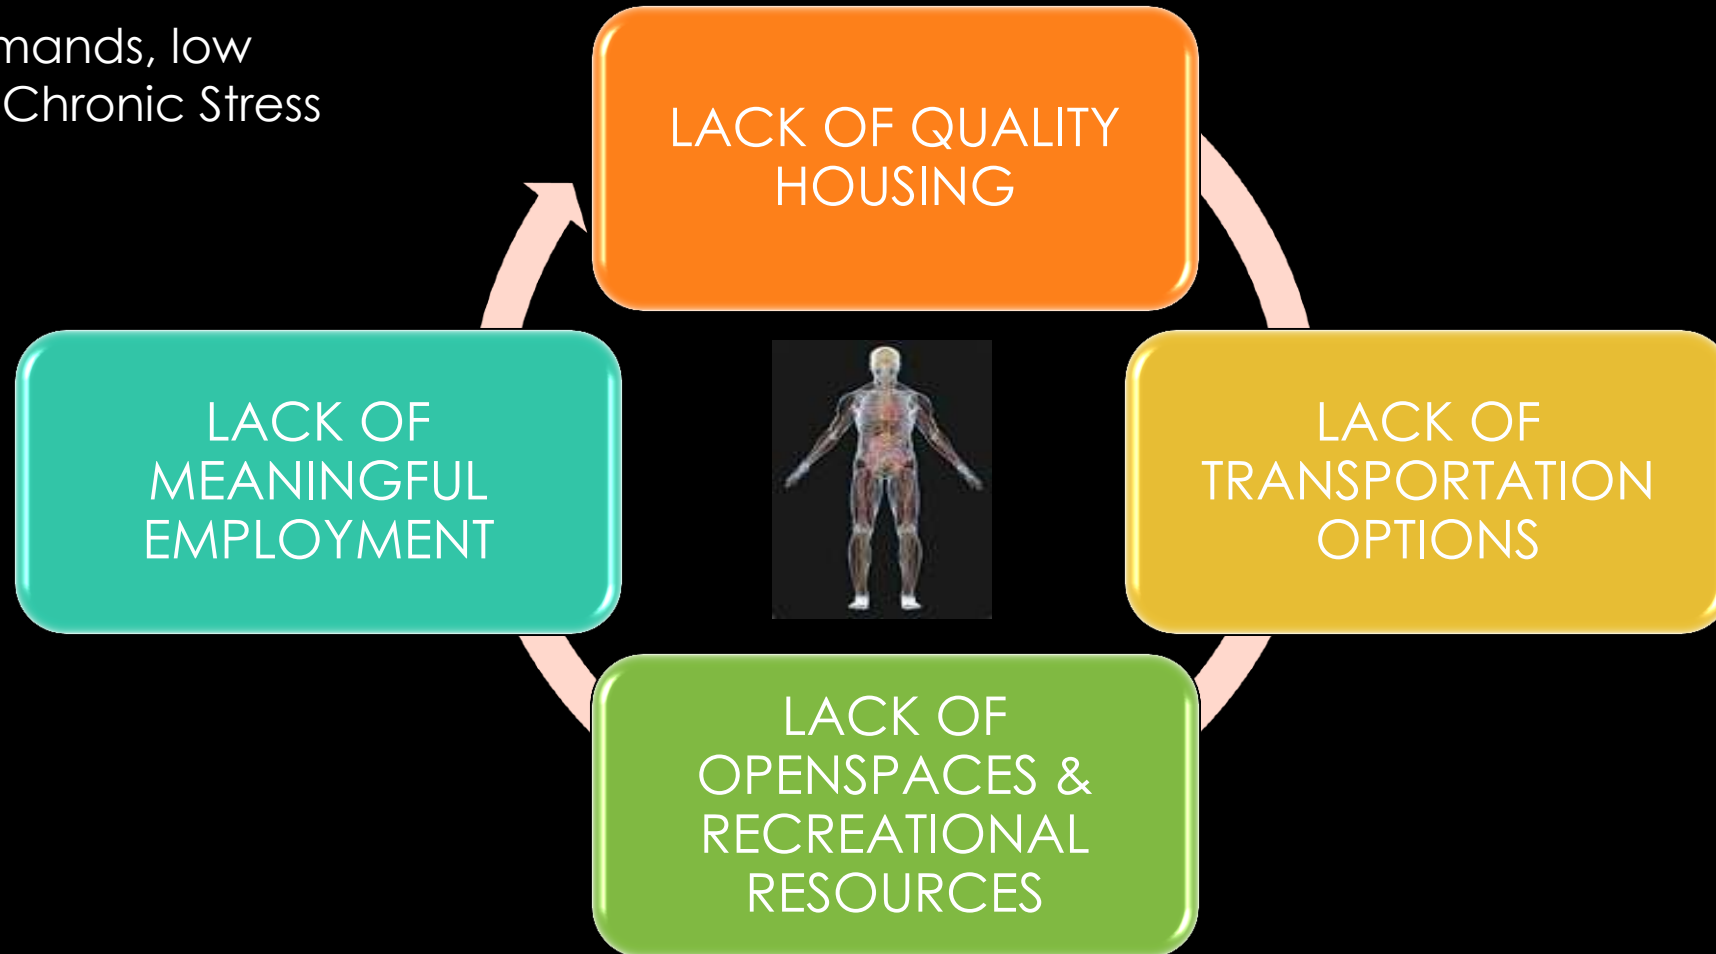 mands, low
Chronic Stress
LACK OF QUALITY
HOUSING
LACK OF
MEANINGFUL
EMPLOYMENT
LACK OF
TRANSPORTATION
OPTIONS
LACK OF
OPENSPACES &
RECREATIONAL
RESOURCES